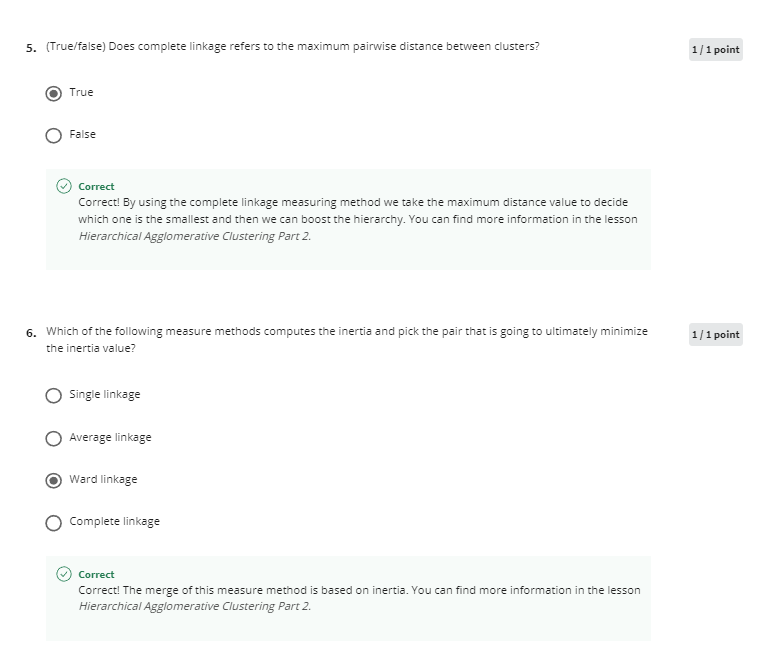 5. (True/false) Does complete linkage refers to the maximum pairwise distance between clusters?
1 / 1 point
True
False
Correct
Correct! By using the complete linkage measuring method we take the maximum distance value to decide
which one is the smallest and then we can boost the hierarchy. You can find more information in the lesson
Hierarchical Agglomerative Clustering Part 2.
6. Which of the following measure methods computes the inertia and pick the pair that is going to ultimately minimize
the inertia value?
1 / 1 point
Single linkage
Average linkage
Ward linkage
Complete linkage
Correct
Correct! The merge of this measure method is based on inertia. You can find more information in the lesson
Hierarchical Agglomerative Clustering Part 2.